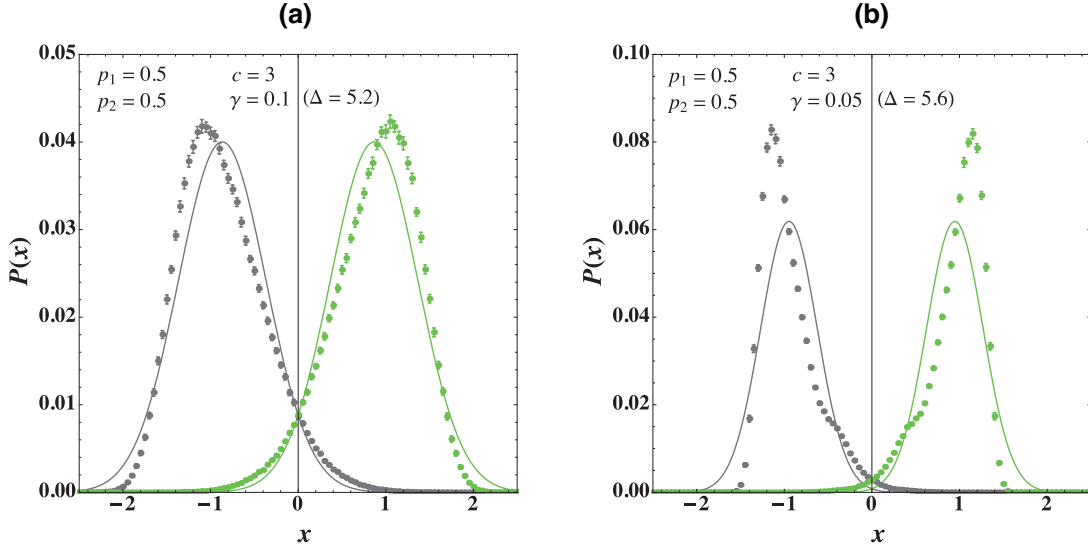 (a)
p₁ = 0.5 c = 3
p₂ = 0.5 γ = 0.1 (Δ = 5.2)
P(x)
0.05
0.04
0.03
0.02
0.01
0.00
−2 −1 0 1 2
x
(b)
p₁ = 0.5 c = 3
p₂ = 0.5 γ = 0.05 (Δ = 5.6)
P(x)
0.10
0.08
0.06
0.04
0.02
0.00
−2 −1 0 1 2
x